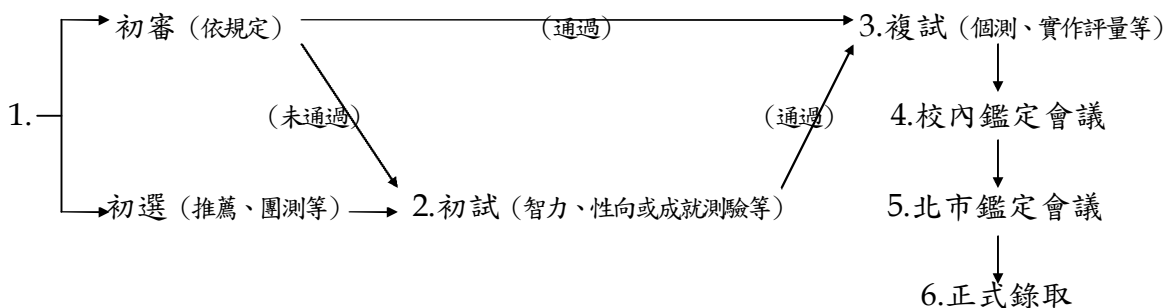 初審（依規定）
（通過）
3.複試（個測、實作評量等）
1.
（未通過）
（通過）
4.校內鑑定會議
初選（推薦、團測等）
2.初試（智力、性向或成就測驗等）
5.北市鑑定會議
6.正式錄取